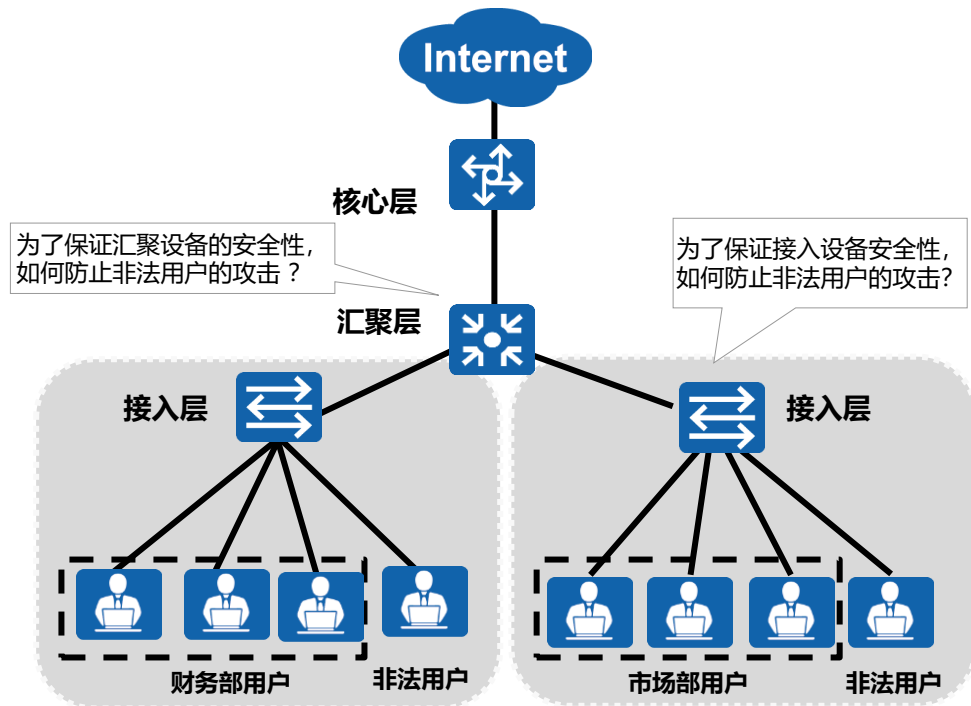 Internet
核心层
为了保证汇聚设备的安全性，
如何防止非法用户的攻击？
为了保证接入设备安全性，
如何防止非法用户的攻击?
汇聚层
接入层
接入层
财务部用户
非法用户
市场部用户
非法用户